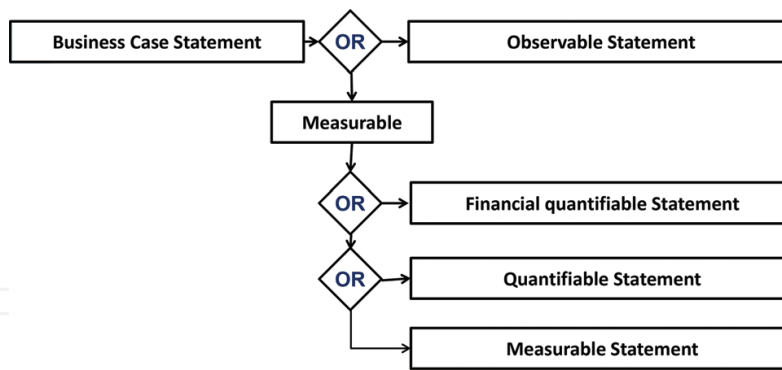 Business Case Statement
OR
Observable Statement
Measurable
OR
Financial quantifiable Statement
OR
Quantifiable Statement
Measurable Statement